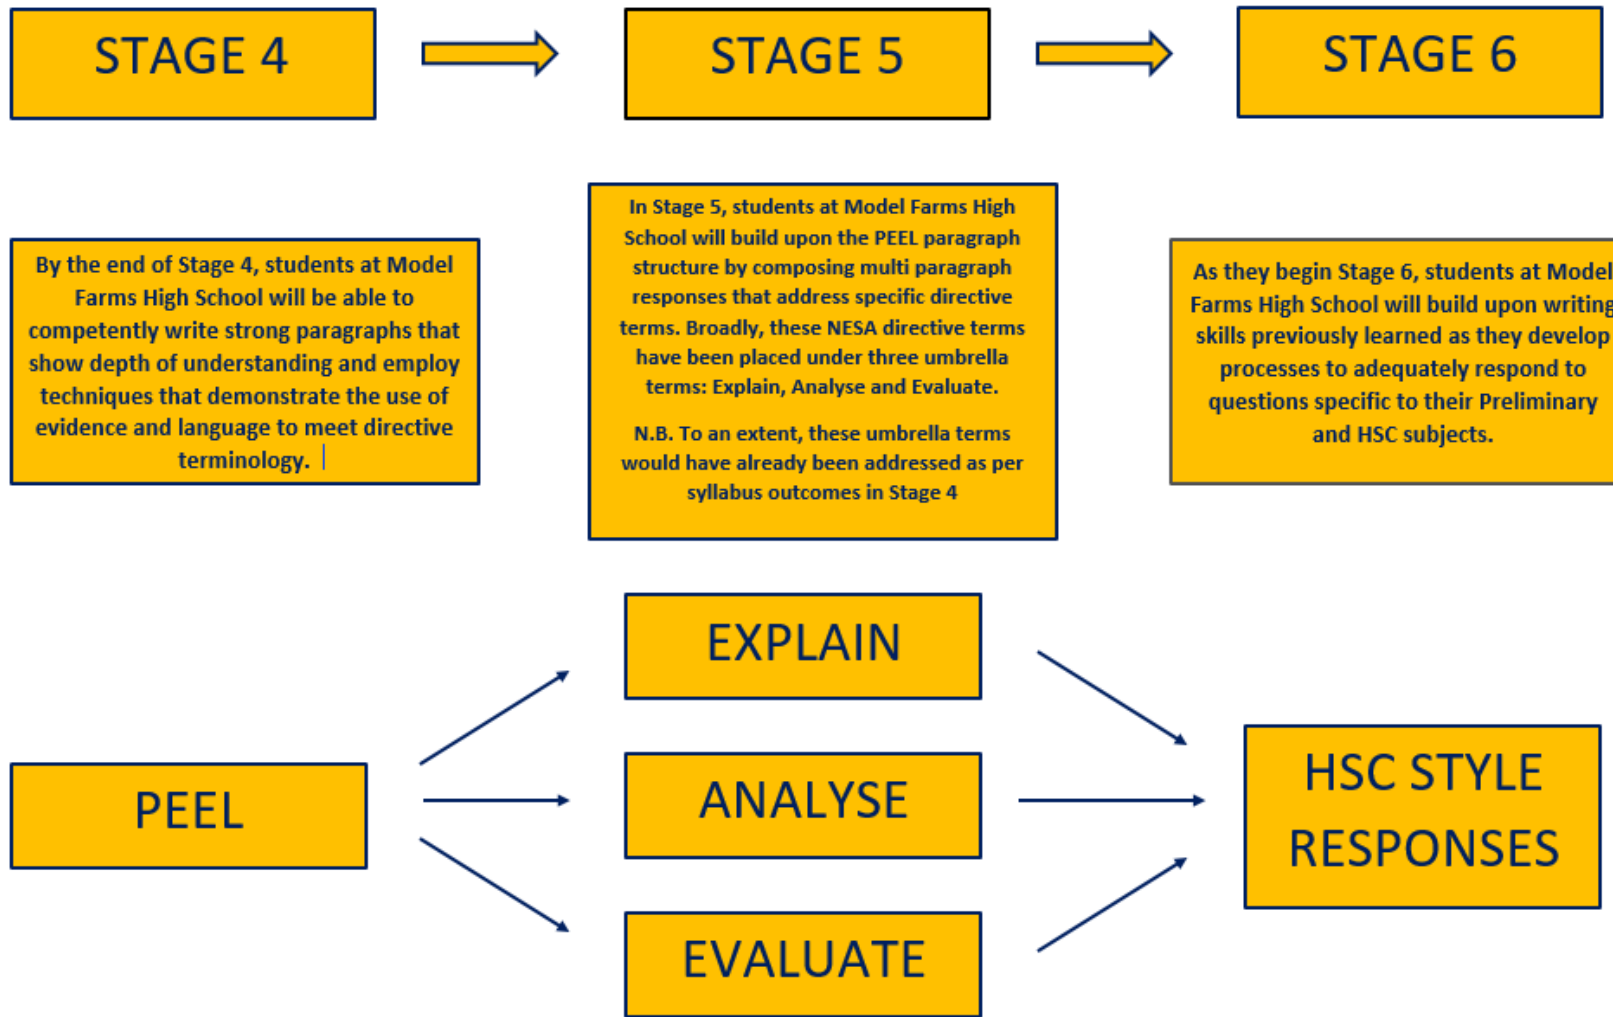 STAGE 4
STAGE 5
STAGE 6
By the end of Stage 4, students at Model
Farms High School will be able to
competently write strong paragraphs that
show depth of understanding and employ
techniques that demonstrate the use of
evidence and language to meet directive
terminology.
In Stage 5, students at Model Farms High
School will build upon the PEEL paragraph
structure by composing multi paragraph
responses that address specific directive
terms. Broadly, these NESA directive terms
have been placed under three umbrella
terms: Explain, Analyse and Evaluate.
N.B. To an extent, these umbrella terms
would have already been addressed as per
syllabus outcomes in Stage 4
As they begin Stage 6, students at Model
Farms High School will build upon writing
skills previously learned as they develop
processes to adequately respond to
questions specific to their Preliminary
and HSC subjects.
PEEL
EXPLAIN
ANALYSE
EVALUATE
HSC STYLE
RESPONSES